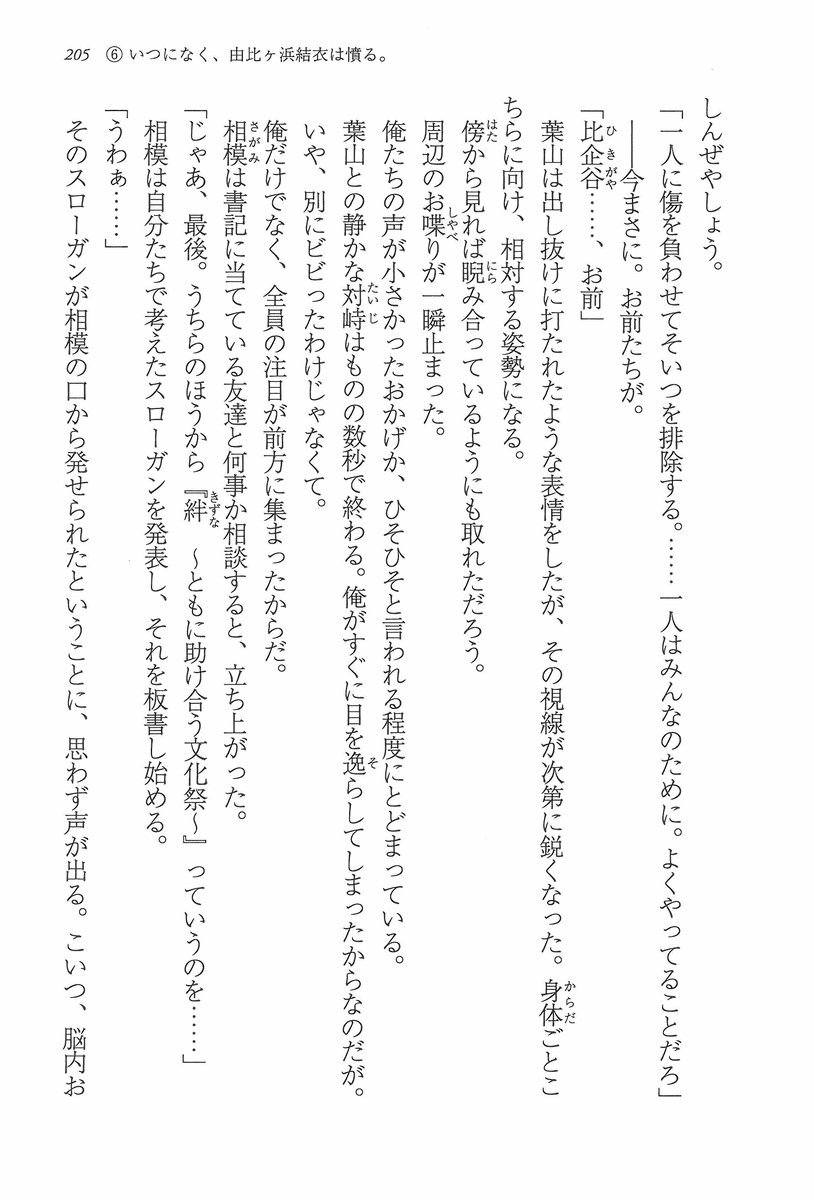 205 ⑥いつになく、由比ヶ浜結衣は憤る。
しんぜやしょう。
「一人に傷を負わせてそいつを排除する。……一人はみんなのために。よくやってることだろ」
――今まさに。お前たちが。
「比企谷……、お前」
葉山は出し抜けに打たれたような表情をしたが、その視線が次第に鋭くなった。身体ごとこ
ちらに向け、相対する姿勢になる。
傍から見れば睨み合っているようにも取れただろう。
周辺のお喋りが一瞬止まった。
俺たちの声が小さかったおかげか、ひそひそと言われる程度にとどまっている。
葉山との静かな対峙はものの数秒で終わる。俺がすぐに目を逸らしてしまったからなのだが。
いや、別にビビったわけじゃなくて。
俺だけでなく、全員の注目が前方に集まったからだ。
相模は書記に当てている友達と何事か相談すると、立ち上がった。
「じゃあ、最後。うちらのほうから『絆　～ともに助け合う文化祭～』っていうのを……」
相模は自分たちで考えたスローガンを発表し、それを板書し始める。
「うわぁ……」
そのスローガンが相模の口から発せられたということに、思わず声が出る。こいつ、脳内お